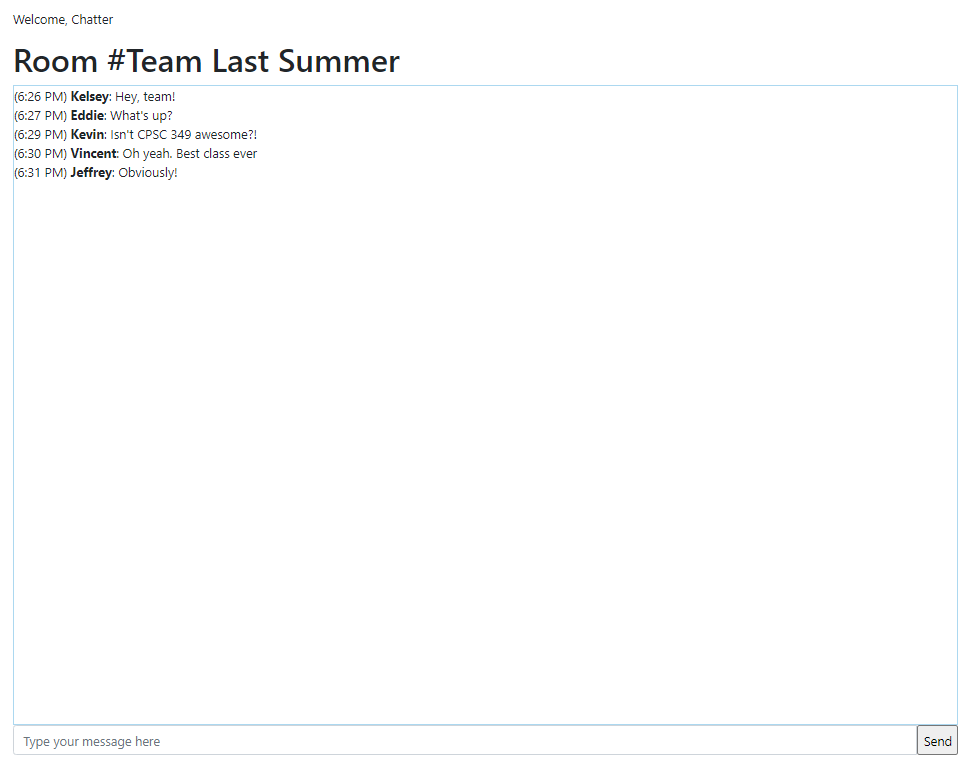 Welcome, Chatter
Room #Team Last Summer
(6:26 PM) Kelsey: Hey, team!
(6:27 PM) Eddie: What's up?
(6:29 PM) Kevin: Isn't CPSC 349 awesome?!
(6:30 PM) Vincent: Oh yeah. Best class ever
(6:31 PM) Jeffrey: Obviously!
Type your message here
Send